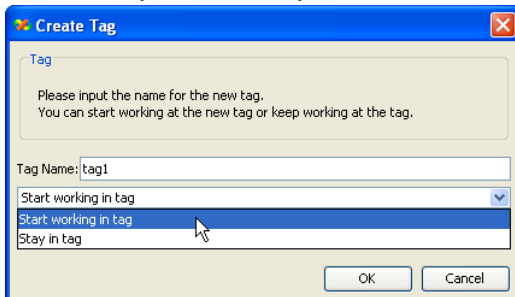 Create Tag
Tag
Please input the name for the new tag.
You can start working at the new tag or keep working at the tag.
Tag Name: tag1
Start working in tag
Start working in tag
Stay in tag
OK Cancel